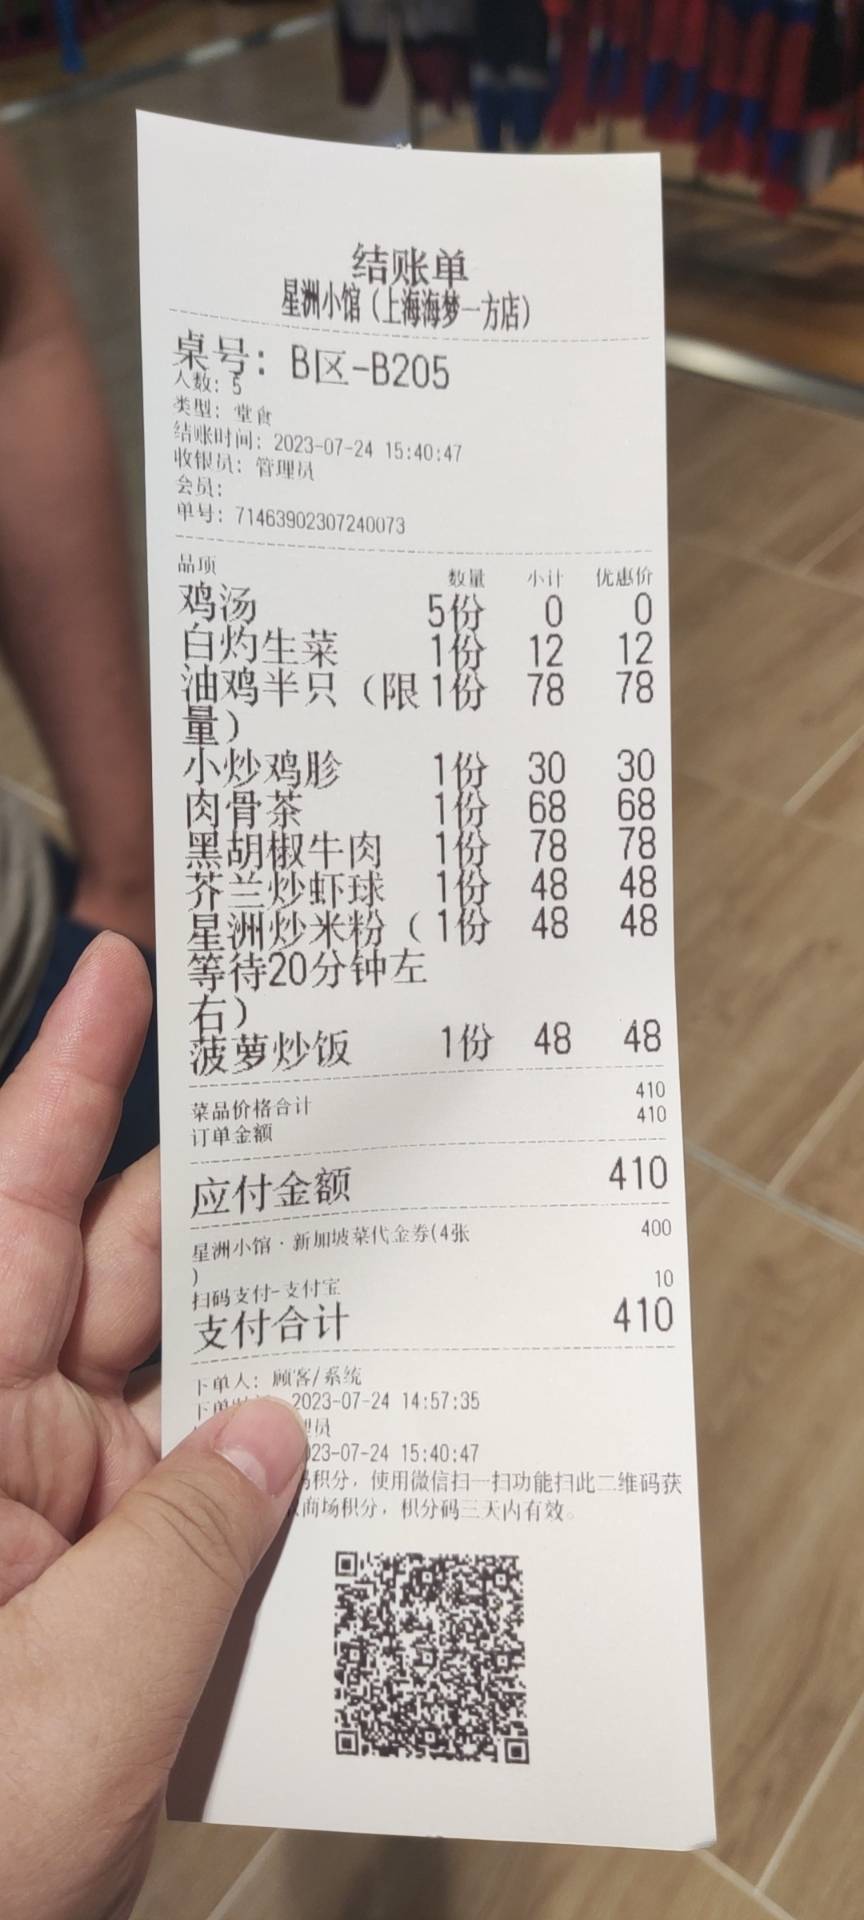 结账单
星洲小馆（上海海梦一方店）
桌号：B区-B205
人数：5
类型：堂食
结账时间：2023-07-24 15:40:47
收银员：管理员
会员：
单号：71463902307240073
品项 数量 小计 优惠价
鸡汤 5份 0 0
白灼生菜 1份 12 12
油鸡半只（限 1份 78 78
量）
小炒鸡胗 1份 30 30
肉骨茶 1份 68 68
黑胡椒牛肉 1份 78 78
芥兰炒虾球 1份 48 48
星洲炒米粉（ 1份 48 48
等待20分钟左
右）
菠萝炒饭 1份 48 48
菜品价格合计 410
订单金额 410
应付金额 410
星洲小馆·新加坡菜代金券(4张 400
)
扫码支付-支付宝 10
支付合计 410
下单人：顾客/系统
下单 2023-07-24 14:57:35
理员
023-07-24 15:40:47
积分，使用微信扫一扫功能扫此二维码获
商场积分，积分码三天内有效。